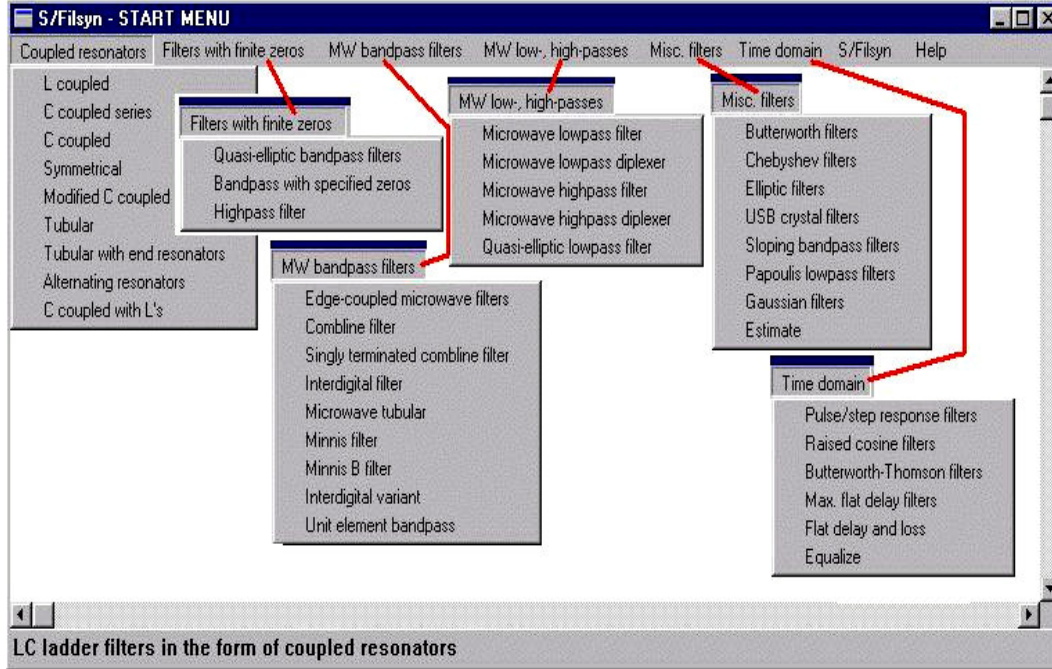 S/Filsyn - START MENU
Coupled resonators Filters with finite zeros MW bandpass filters MW low-, high-passes Misc. filters Time domain S/Filsyn Help
L coupled
C coupled series
C coupled
Symmetrical
Modified C coupled
Tubular
Tubular with end resonators
Alternating resonators
C coupled with L's
Filters with finite zeros
Quasi-elliptic bandpass filters
Bandpass with specified zeros
Highpass filter
MW bandpass filters
Edge-coupled microwave filters
Combline filter
Singly terminated combline filter
Interdigital filter
Microwave tubular
Minnis filter
Minnis B filter
Interdigital variant
Unit element bandpass
MW low-, high-passes
Microwave lowpass filter
Microwave lowpass diplexer
Microwave highpass filter
Microwave highpass diplexer
Quasi-elliptic lowpass filter
Misc. filters
Butterworth filters
Chebyshev filters
Elliptic filters
USB crystal filters
Sloping bandpass filters
Papoulis lowpass filters
Gaussian filters
Estimate
Time domain
Pulse/step response filters
Raised cosine filters
Butterworth-Thomson filters
Max. flat delay filters
Flat delay and loss
Equalize
LC ladder filters in the form of coupled resonators